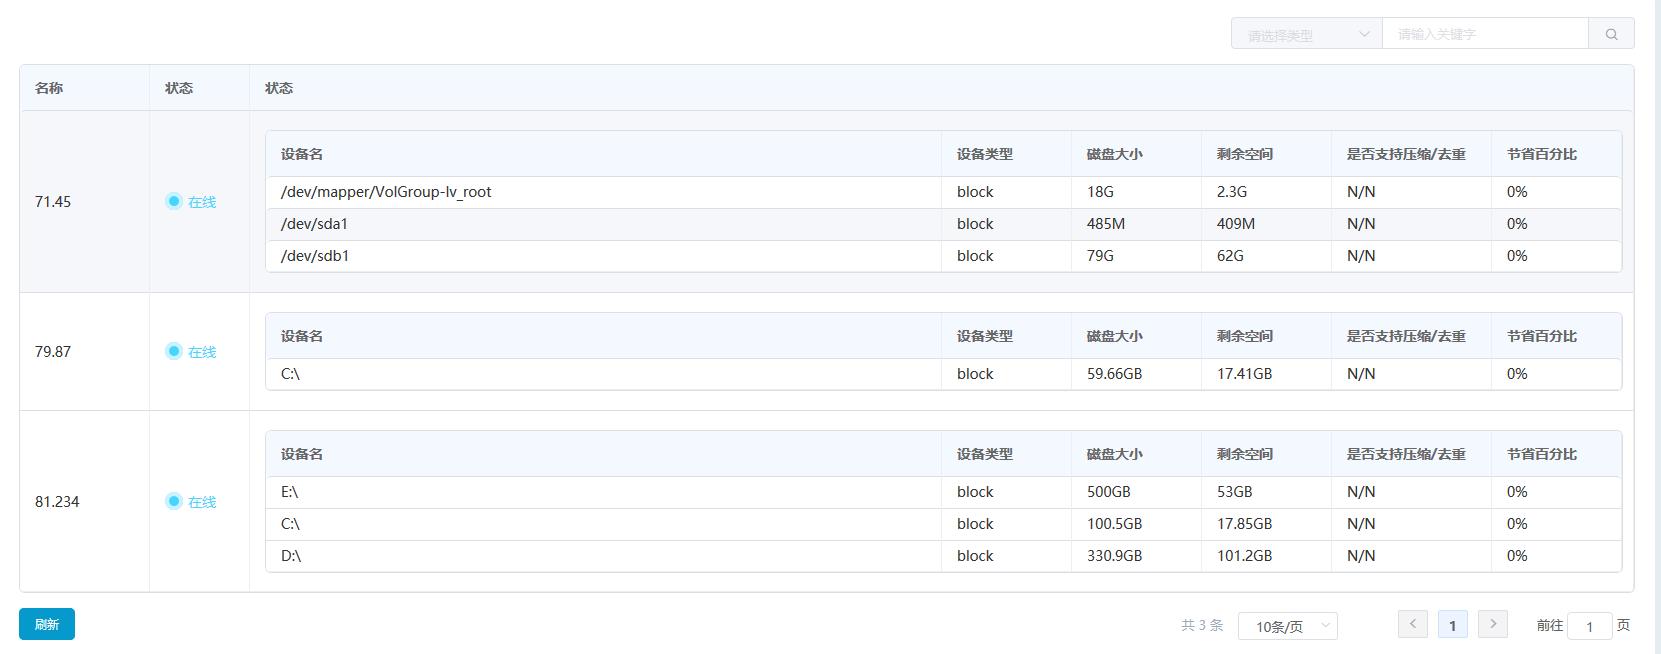 请选择类型 请输入关键字
名称 状态 状态
设备名 设备类型 磁盘大小 剩余空间 是否支持压缩/去重 节省百分比
/dev/mapper/VolGroup-lv_root block 18G 2.3G N/N 0%
71.45 在线
/dev/sda1 block 485M 409M N/N 0%
/dev/sdb1 block 79G 62G N/N 0%
设备名 设备类型 磁盘大小 剩余空间 是否支持压缩/去重 节省百分比
79.87 在线
C:\ block 59.66GB 17.41GB N/N 0%
设备名 设备类型 磁盘大小 剩余空间 是否支持压缩/去重 节省百分比
E:\ block 500GB 53GB N/N 0%
81.234 在线
C:\ block 100.5GB 17.85GB N/N 0%
D:\ block 330.9GB 101.2GB N/N 0%
刷新 共 3 条 10条/页 1 前往 1 页